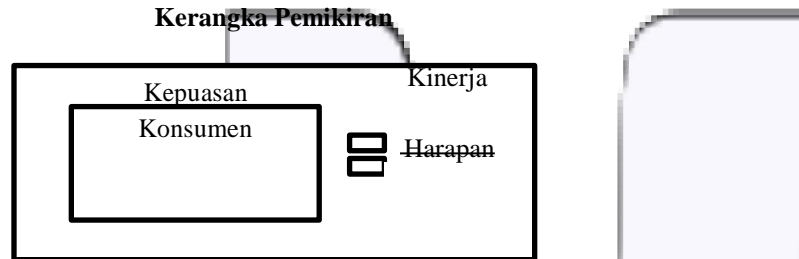 Kerangka Pemikiran
Kinerja
Kepuasan
Konsumen
Harapan